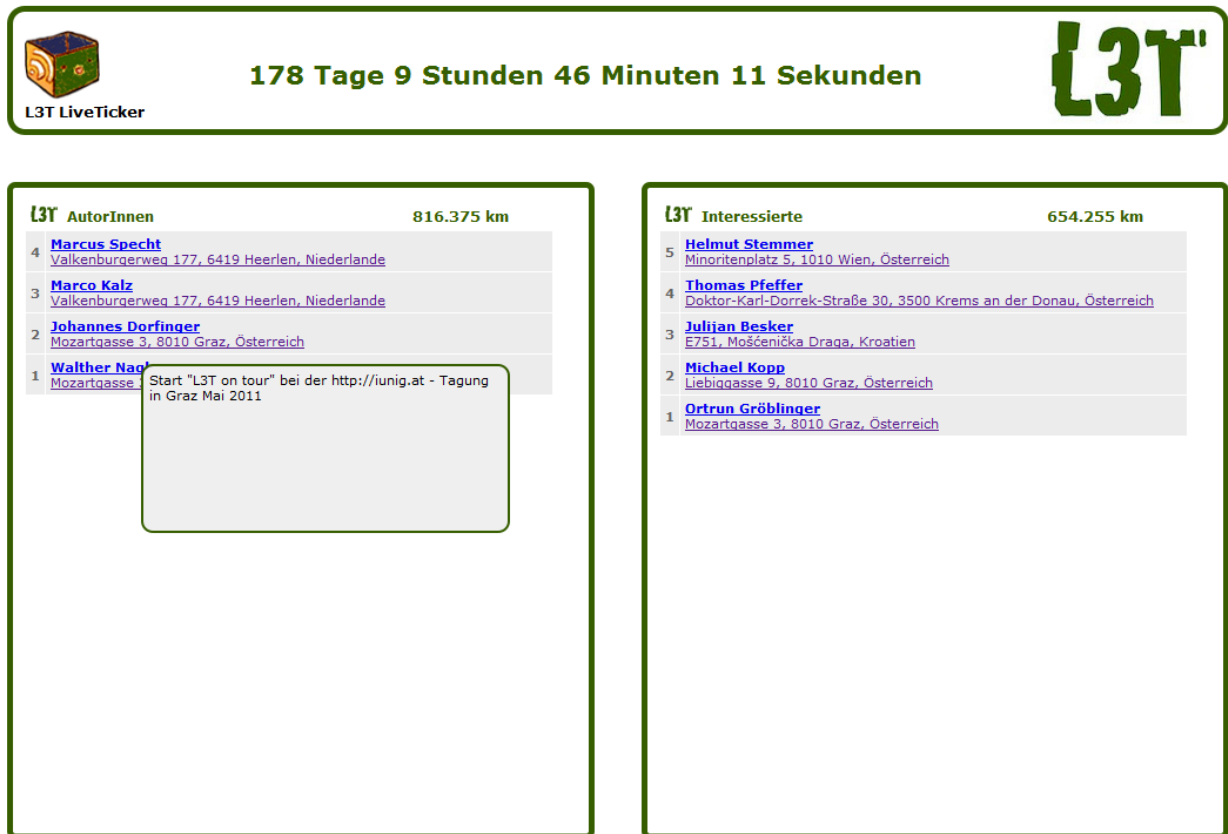 L3T LiveTicker
178 Tage 9 Stunden 46 Minuten 11 Sekunden
L3T
L3T AutorInnen 816.375 km
4 Marcus Specht
Valkenburgerweg 177, 6419 Heerlen, Niederlande
3 Marco Kalz
Valkenburgerweg 177, 6419 Heerlen, Niederlande
2 Johannes Dorfinger
Mozartgasse 3, 8010 Graz, Österreich
1 Walther
Mozartgasse
Start "L3T on tour" bei der http://iunig.at - Tagung
in Graz Mai 2011
L3T Interessierte 654.255 km
5 Helmut Stemmer
Minoritenplatz 5, 1010 Wien, Österreich
4 Thomas Pfeffer
Doktor-Karl-Dorrek-Straße 30, 3500 Krems an der Donau, Österreich
3 Julijan Besker
E751, Mošćenička Draga, Kroatien
2 Michael Kopp
Liebiggasse 9, 8010 Graz, Österreich
1 Ortrun Gröblinger
Mozartgasse 3, 8010 Graz, Österreich